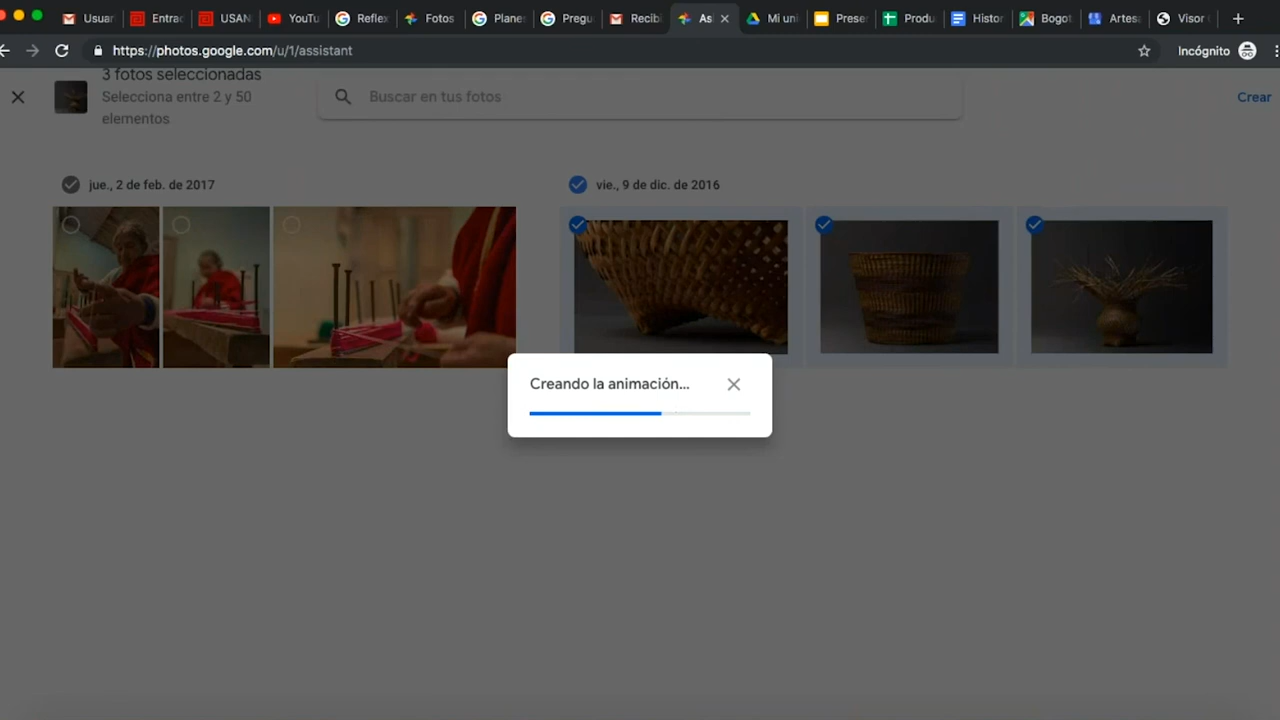 Usuar
Entrac
USAN
YouTu
Reflex
Fotos
Plane
Pregu
Recibi
As
Mi uni
Prese
Produ
Histor
Bogot
Artesa
Visor
https://photos.google.com/u/1/assistant
Incógnito
3 fotos seleccionadas
Selecciona entre 2 y 50
elementos
Buscar en tus fotos
Crear
jue., 2 de feb. de 2017
vie., 9 de dic. de 2016
Creando la animación...